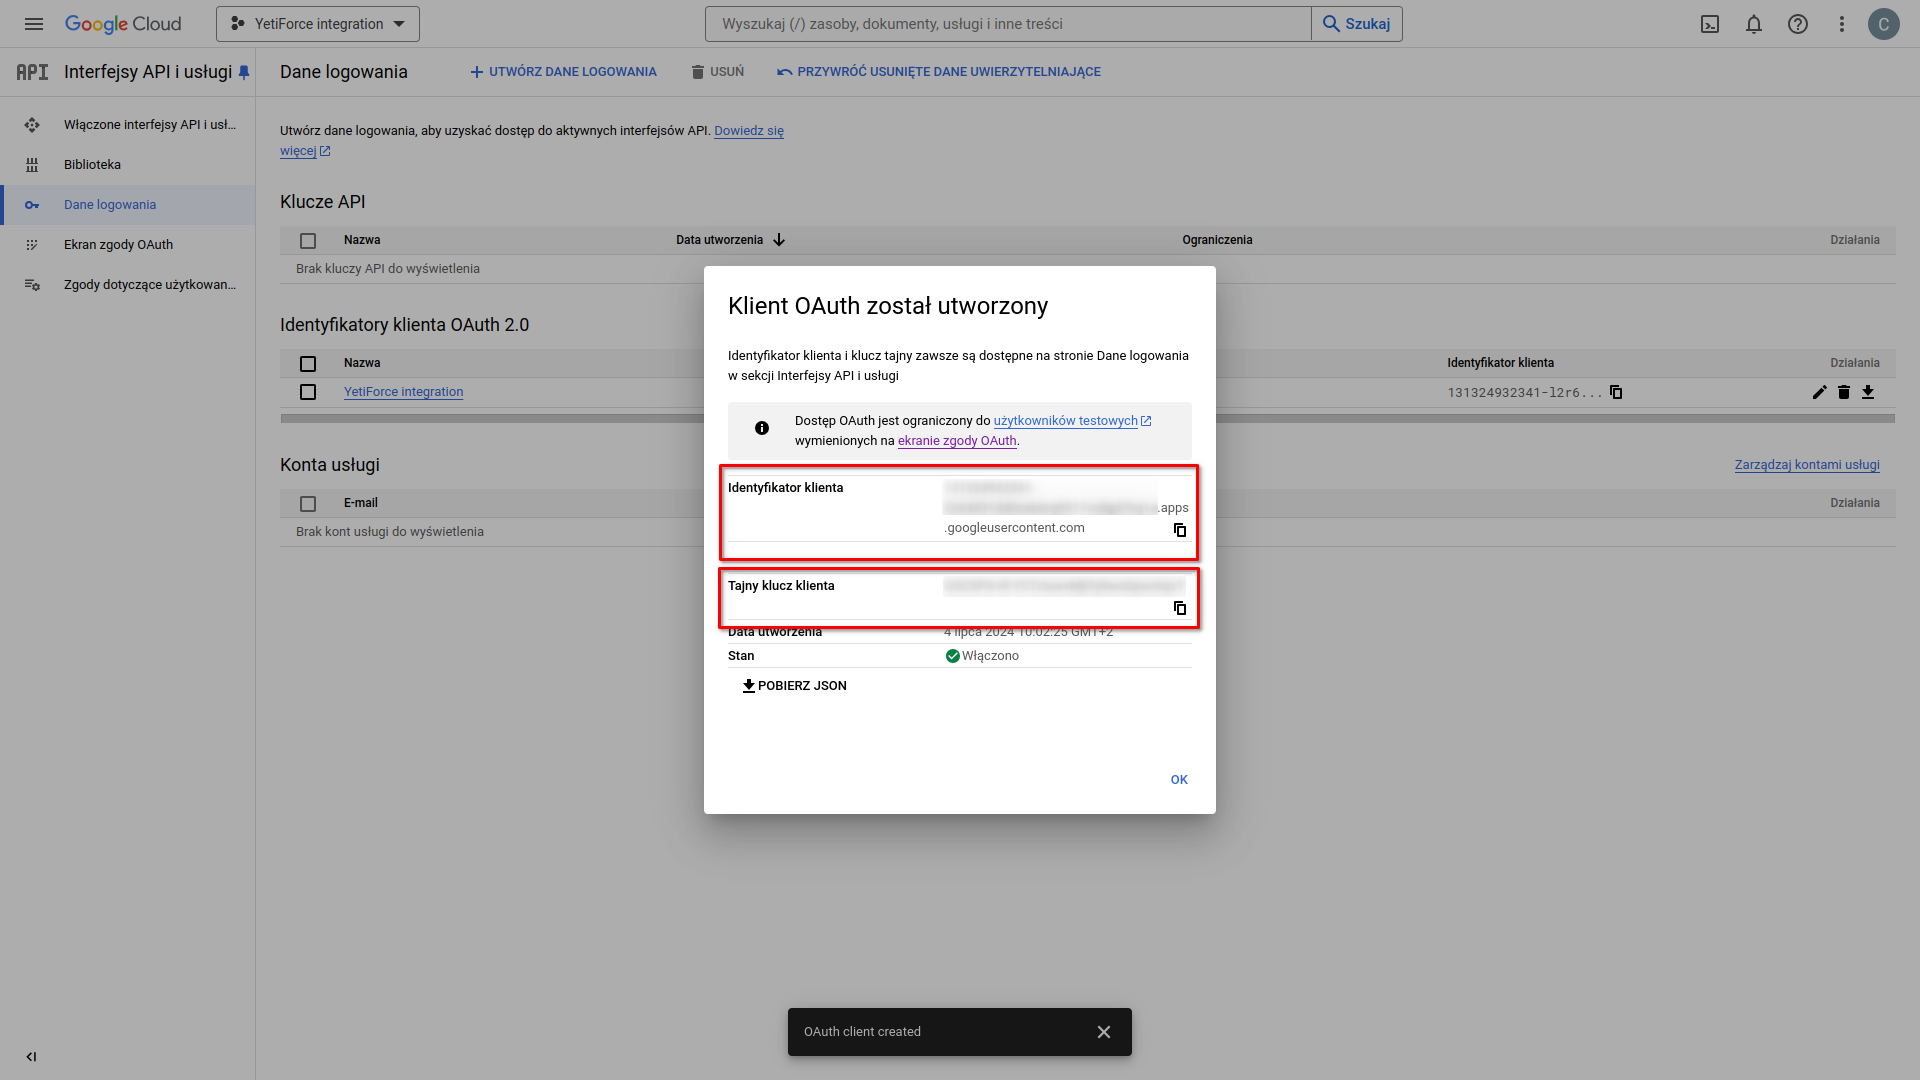 Google Cloud
YetiForce integration
Wyszukaj (/) zasoby, dokumenty, usługi i inne treści
Szukaj
C
API
Interfejsy API i usługi
Dane logowania
UTWÓRZ DANE LOGOWANIA
USUŃ
PRZYWRÓĆ USUNIĘTE DANE UWIERZYTELNIAJĄCE
Włączone interfejsy API i usł...
Biblioteka
Dane logowania
Ekran zgody OAuth
Zgody dotyczące użytkowan...
Utwórz dane logowania, aby uzyskać dostęp do aktywnych interfejsów API. Dowiedz się
więcej
Klucze API
Nazwa
Data utworzenia
Ograniczenia
Działania
Brak kluczy API do wyświetlenia
Identyfikatory klienta OAuth 2.0
Nazwa
Identyfikator klienta
Działania
YetiForce integration
131324932341-l2r6...
Konta usługi
Zarządzaj kontami usługi
E-mail
Działania
Brak kont usługi do wyświetlenia
Klient OAuth został utworzony
Identyfikator klienta i klucz tajny zawsze są dostępne na stronie Dane logowania
w sekcji Interfejsy API i usługi
Dostęp OAuth jest ograniczony do użytkowników testowych
wymienionych na ekranie zgody OAuth.
Identyfikator klienta
.apps
.googleusercontent.com
Tajny klucz klienta
Data utworzenia
4 lipca 2024 10:02:25 GMT+2
Stan
Włączono
POBIERZ JSON
OK
OAuth client created